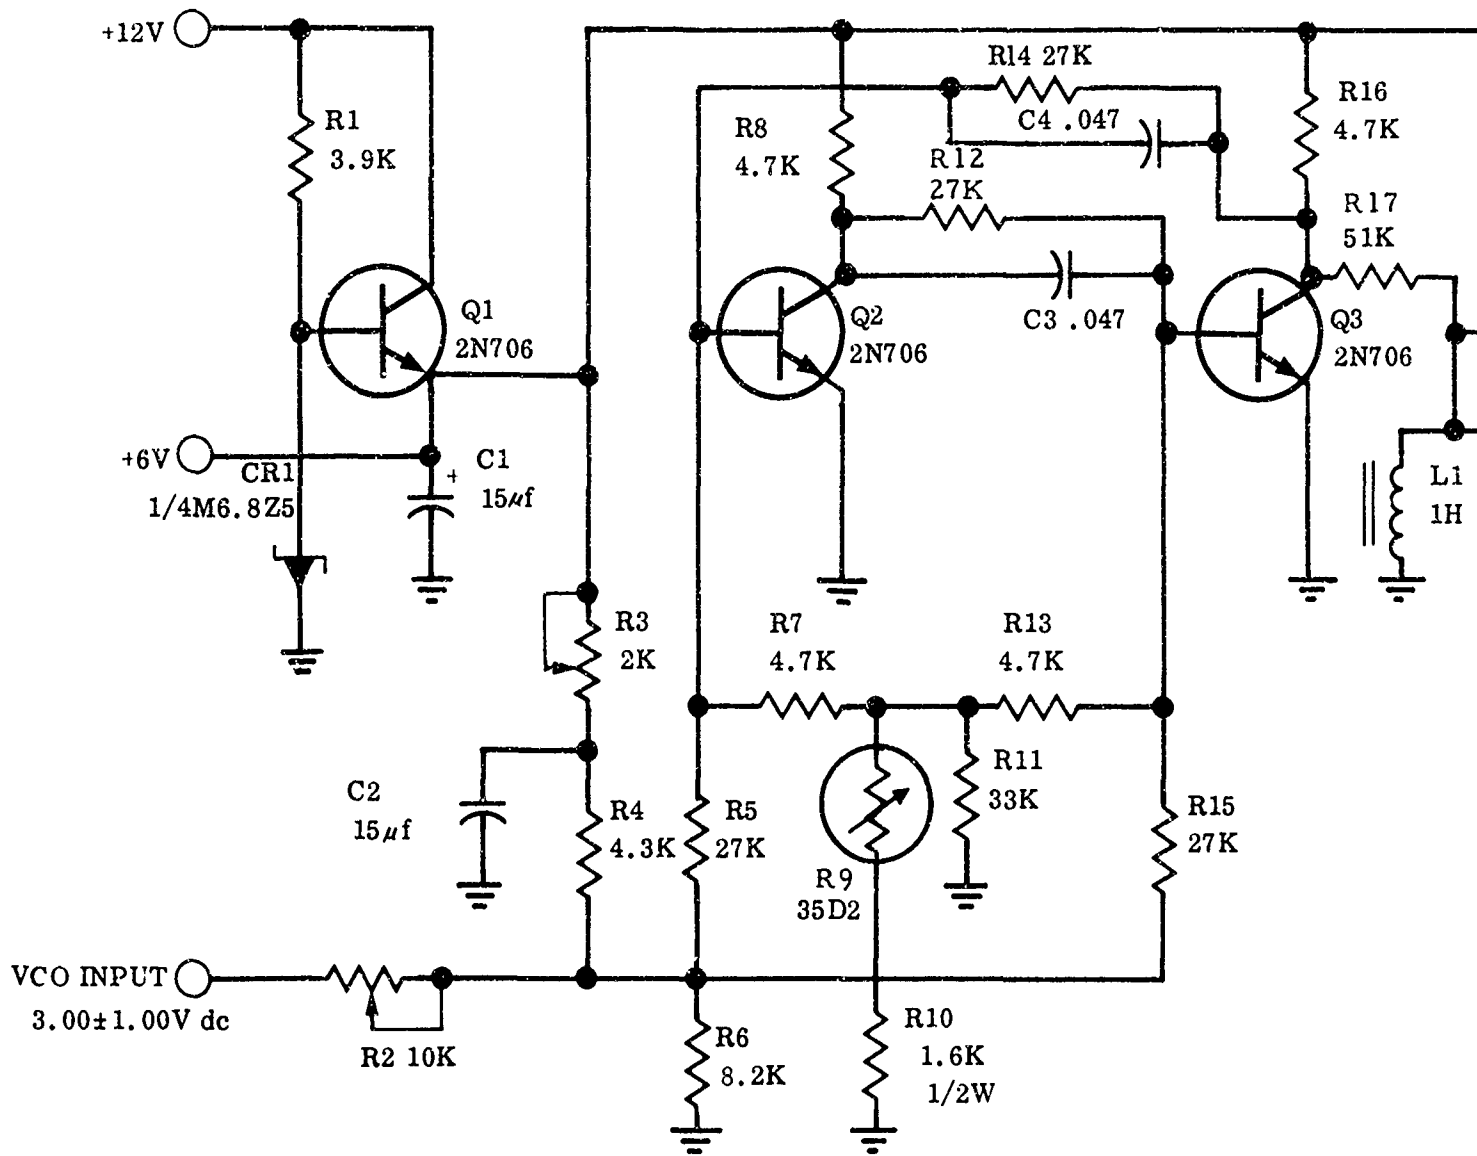 +12V
R1
3.9K
Q1
2N706
+6V
CR1
1/4M6.8Z5
+
C1
15μf
R3
2K
C2
15μf
R4
4.3K
VCO INPUT
3.00±1.00V dc
R2 10K
R14 27K
C4 .047
R8
4.7K
R12
27K
R16
4.7K
R17
51K
Q2
2N706
C3 .047
Q3
2N706
L1
1H
R7
4.7K
R13
4.7K
R5
27K
R11
33K
R9
35D2
R15
27K
R6
8.2K
R10
1.6K
1/2W